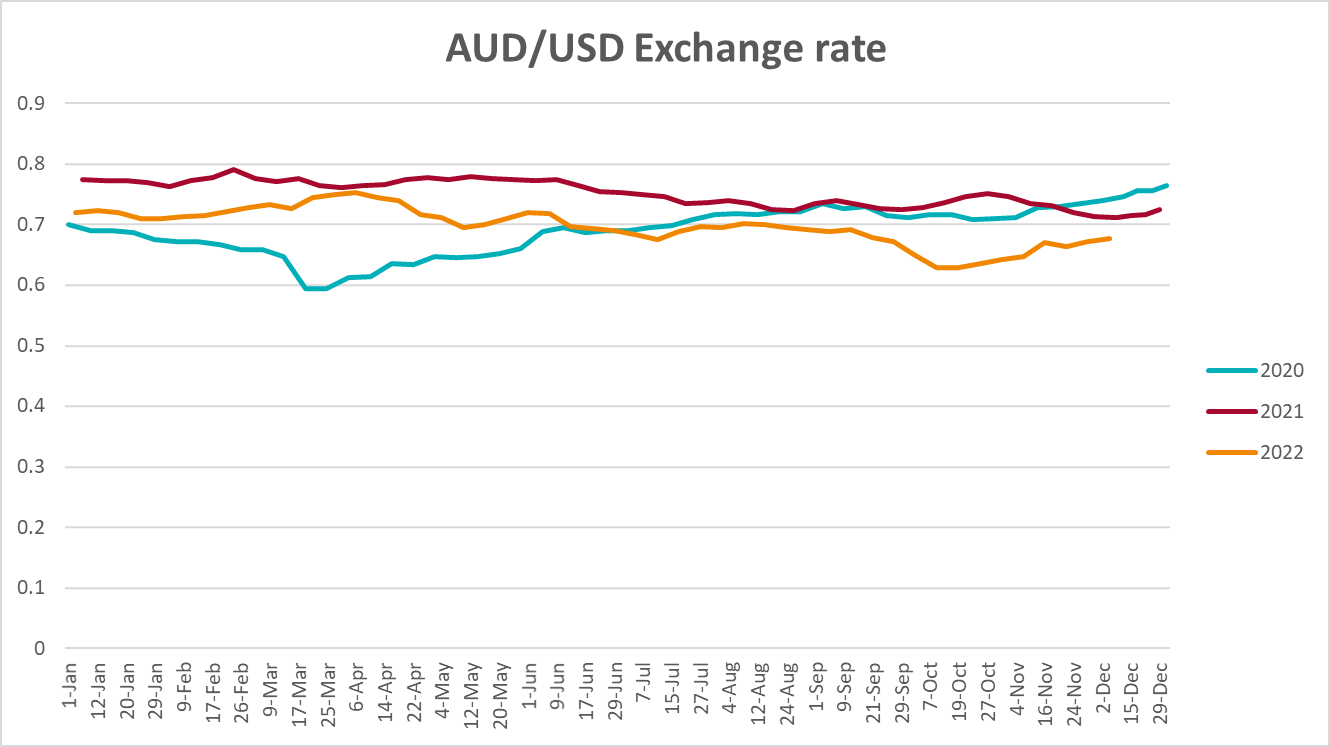 AUD/USD Exchange rate
0.9
0.8
0.7
0.6
0.5
0.4
0.3
0.2
0.1
0
2020
2021
2022
1-Jan
12-Jan
20-Jan
29-Jan
9-Feb
17-Feb
26-Feb
9-Mar
17-Mar
25-Mar
6-Apr
14-Apr
22-Apr
4-May
12-May
20-May
1-Jun
9-Jun
17-Jun
29-Jun
7-Jul
15-Jul
27-Jul
4-Aug
12-Aug
24-Aug
1-Sep
9-Sep
21-Sep
29-Sep
7-Oct
19-Oct
27-Oct
4-Nov
16-Nov
24-Nov
2-Dec
15-Dec
29-Dec